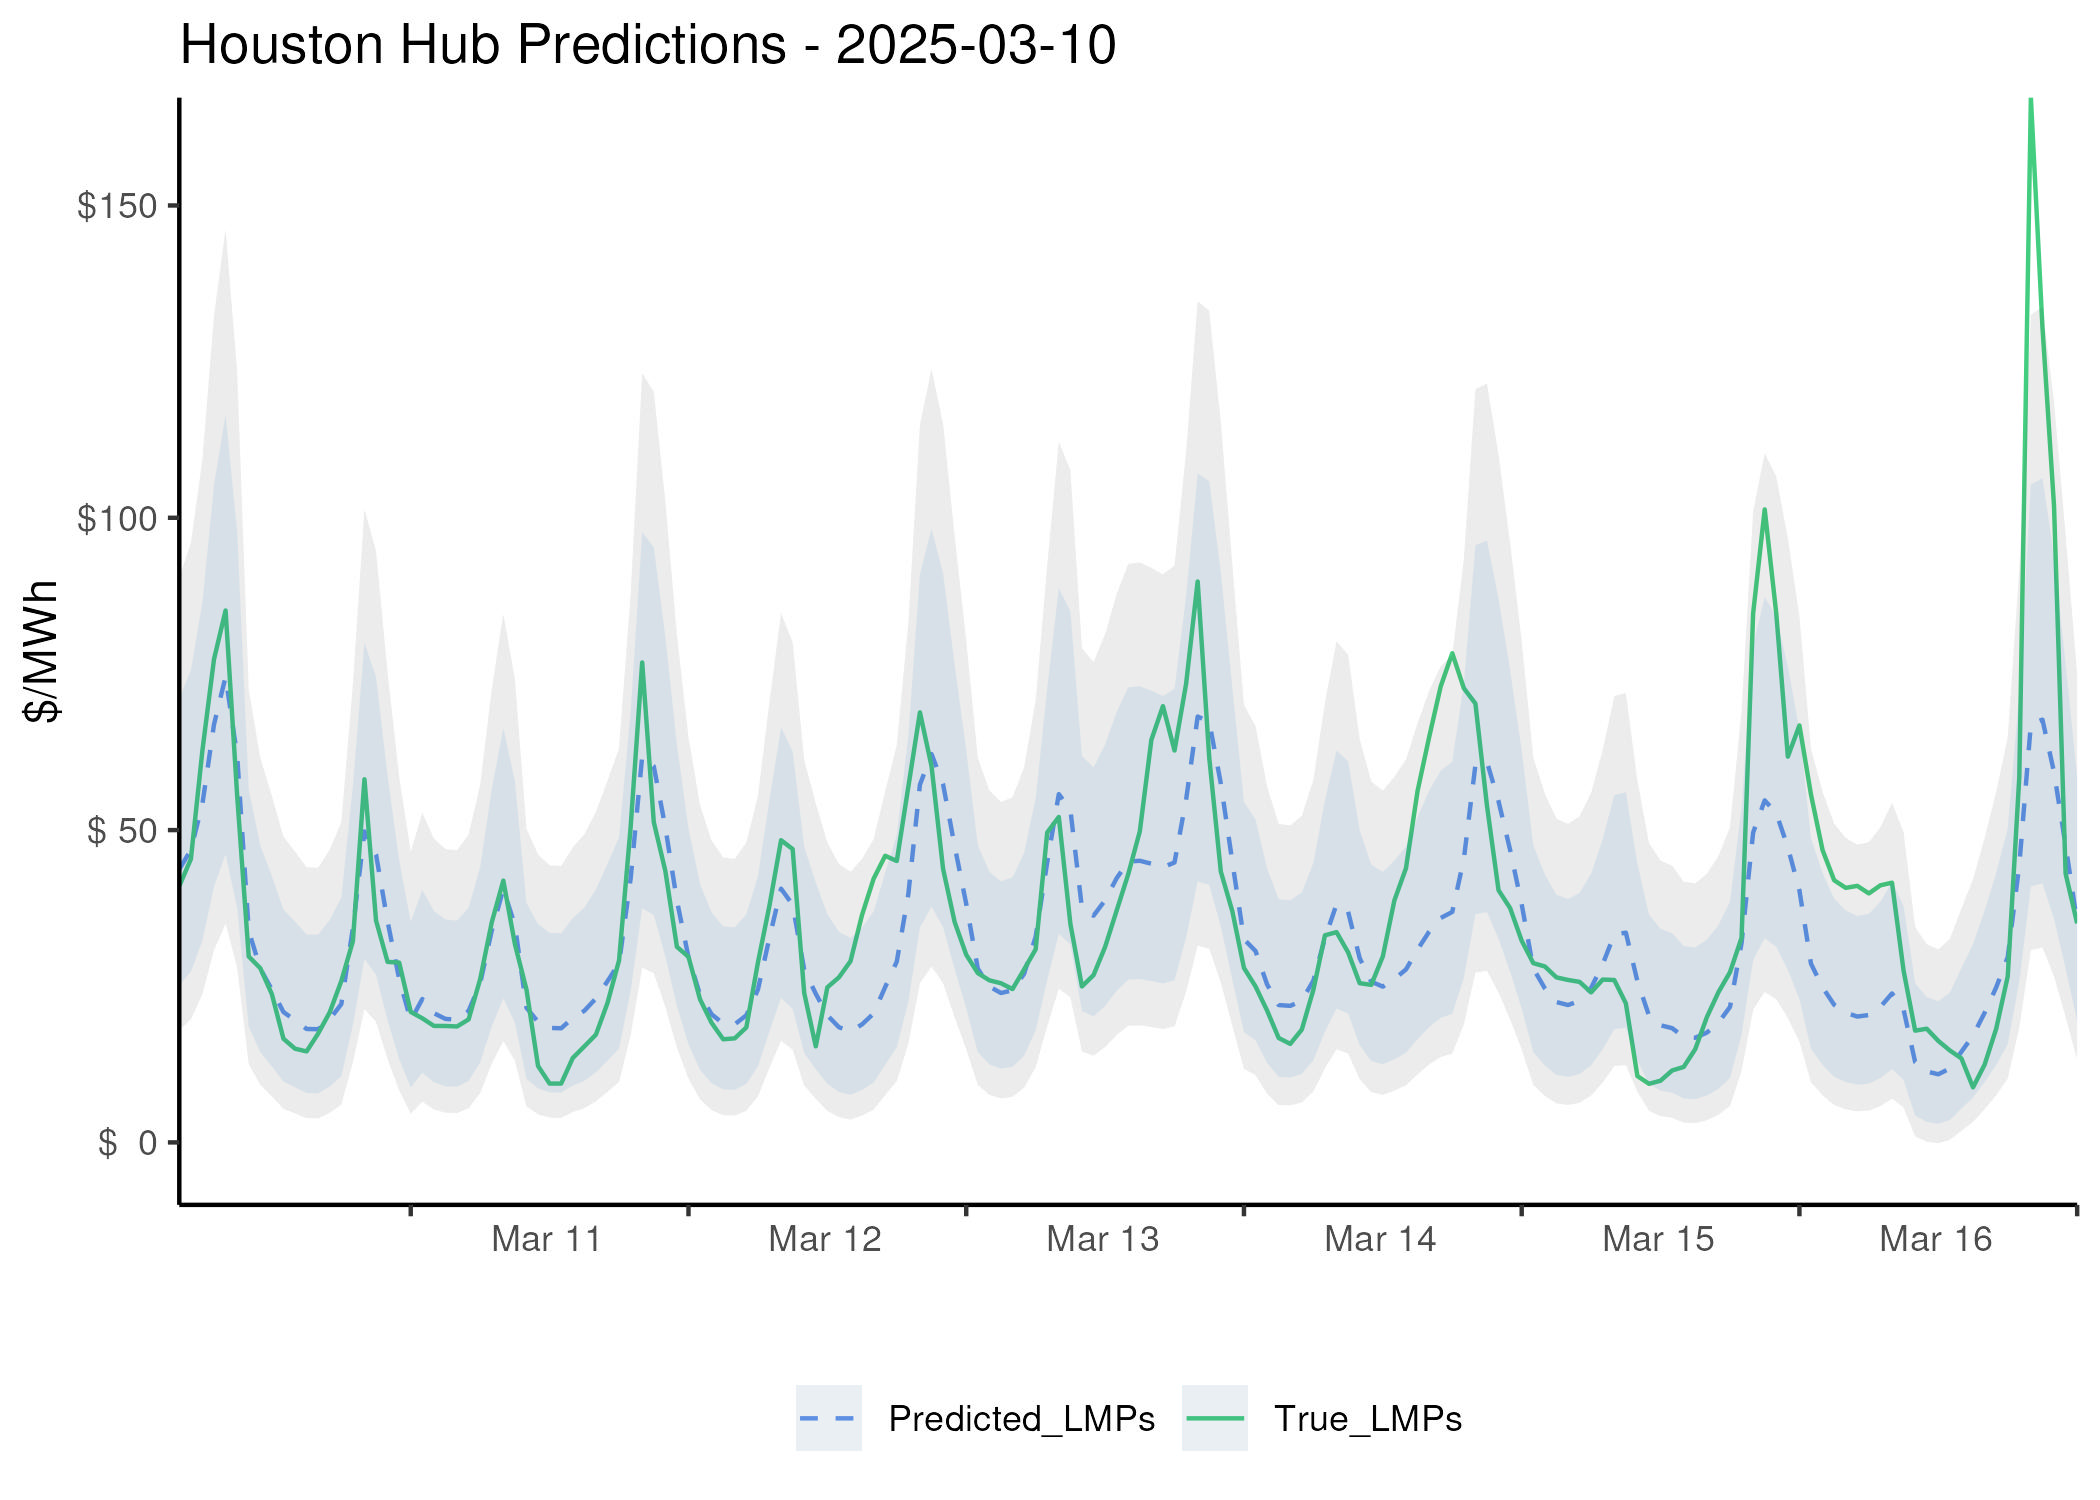 Houston Hub Predictions - 2025-03-10
$/MWh
$150
$100
$ 50
$  0
Mar 11 Mar 12 Mar 13 Mar 14 Mar 15 Mar 16
Predicted_LMPs True_LMPs